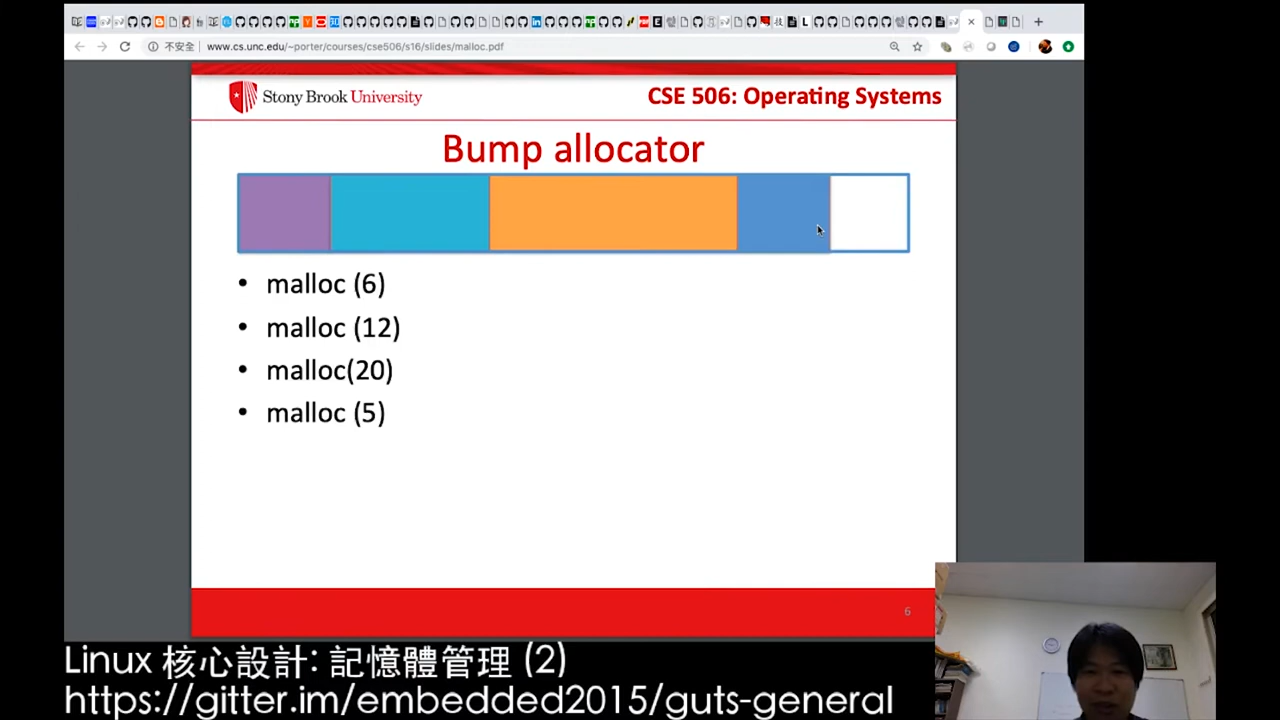 不安全 www.cs.unc.edu/~porter/courses/cse506/s16/slides/malloc.pdf
Stony Brook University
CSE 506: Operating Systems
Bump allocator
• malloc (6)
• malloc (12)
• malloc(20)
• malloc (5)
6
Linux 核心設計: 記憶體管理 (2)
https://gitter.im/embedded2015/guts-general